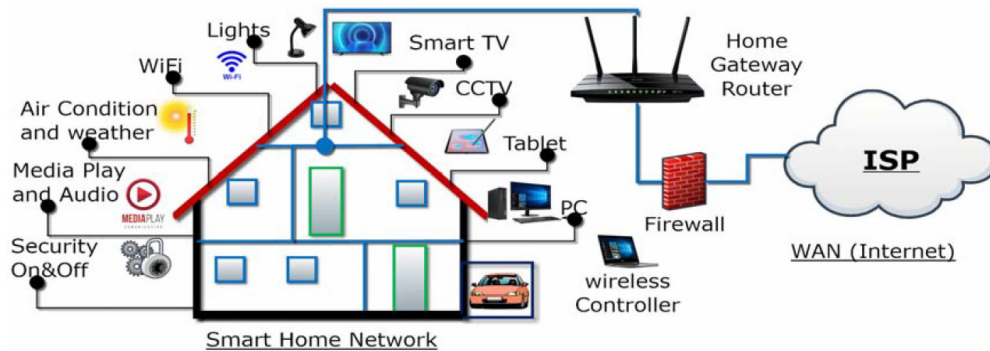 Lights
Wi-Fi
WiFi
Smart TV
CCTV
Home
Gateway
Router
Air Condition
and weather
Tablet
ISP
Media Play
and Audio
MEDIAPLAY
PC
Firewall
Security
On&Off
wireless
Controller
WAN (Internet)
Smart Home Network